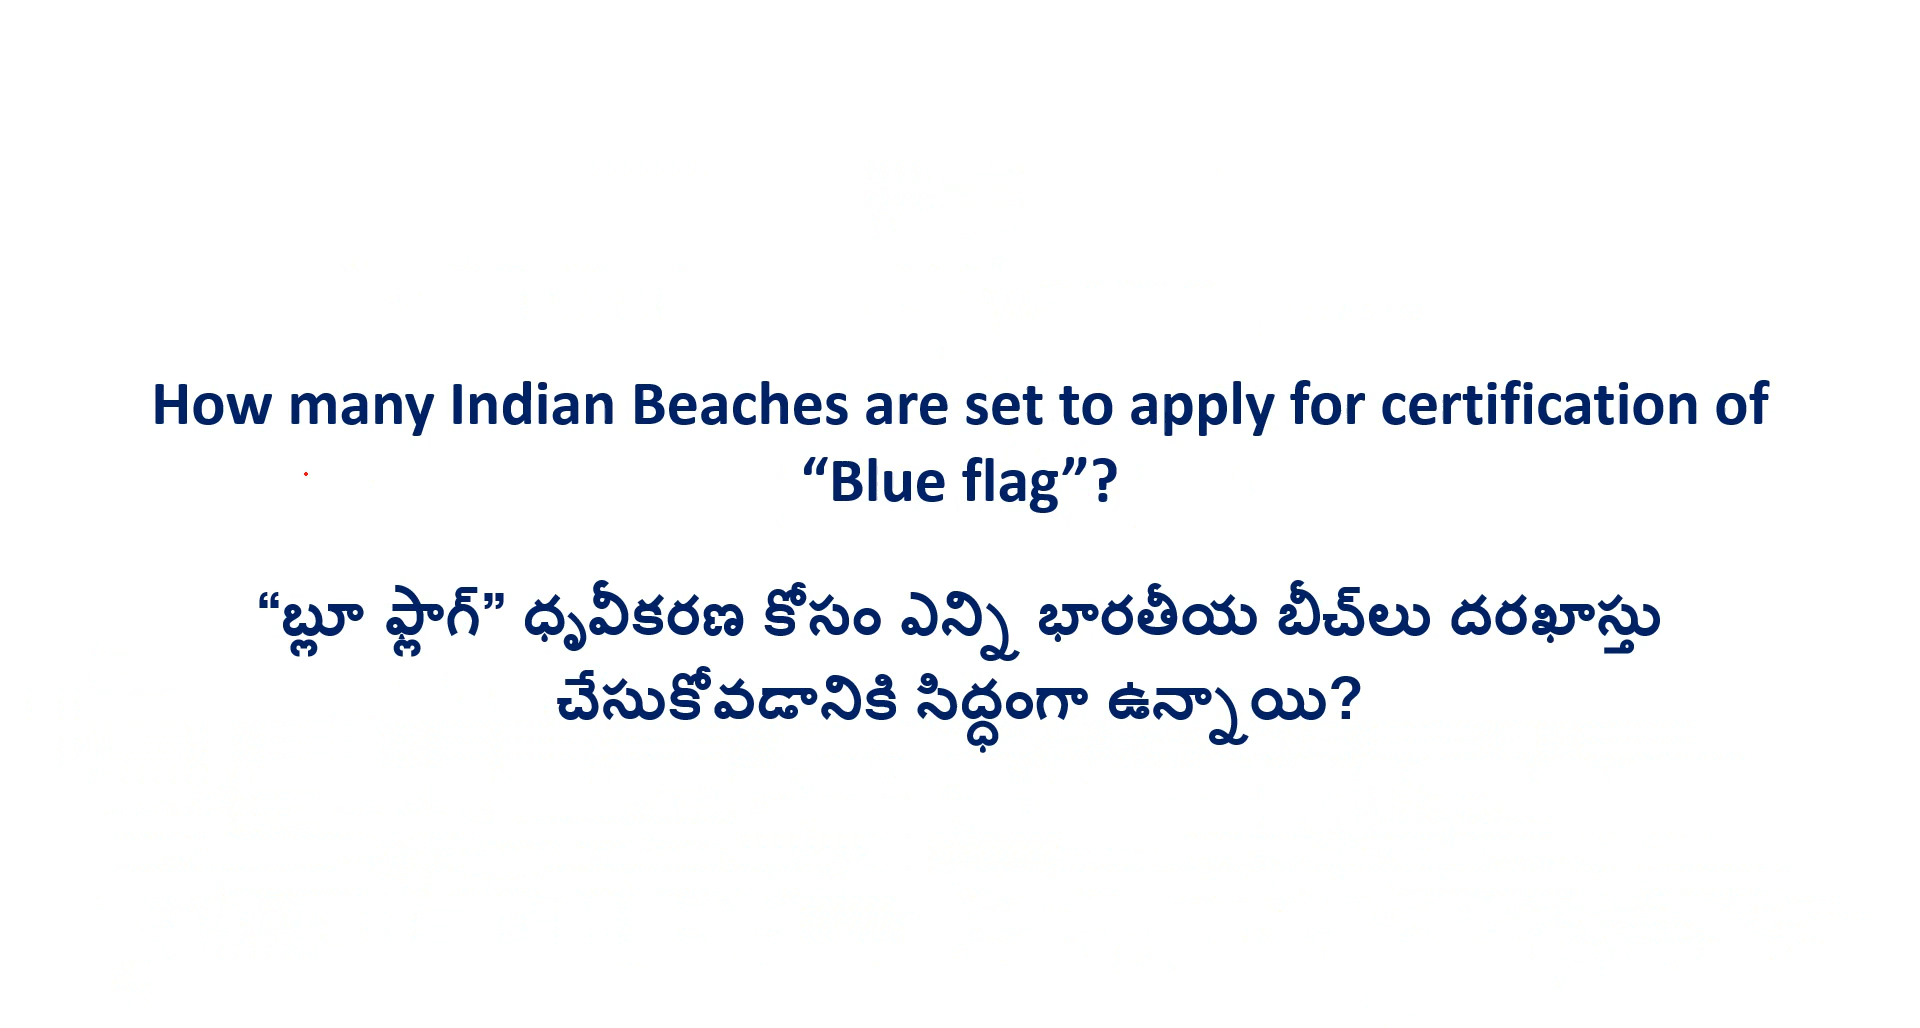 How many Indian Beaches are set to apply for certification of
“Blue flag”?
“బ్లూ ఫ్లాగ్” ధృవీకరణ కోసం ఎన్ని భారతీయ బీచ్‌లు దరఖాస్తు
చేసుకోవడానికి సిద్ధంగా ఉన్నాయి?